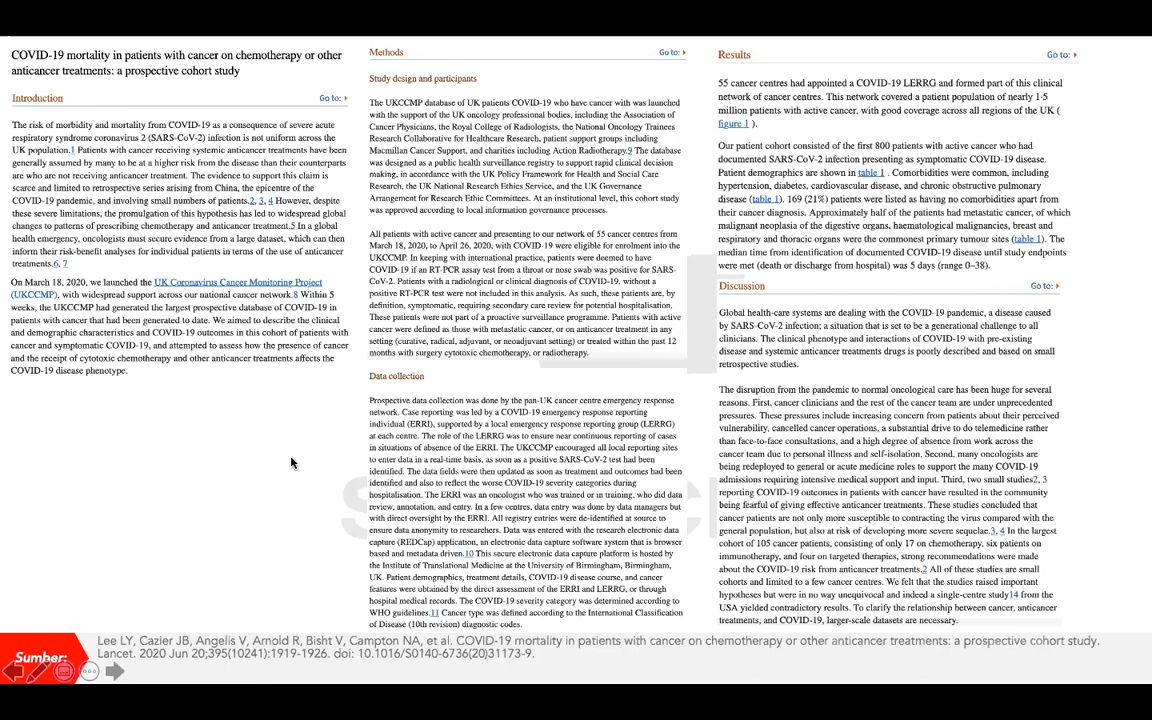 COVID-19 mortality in patients with cancer on chemotherapy or other
anticancer treatments: a prospective cohort study
Introduction
Go to:
The risk of morbidity and mortality from COVID-19 as a consequence of severe acute
respiratory syndrome coronavirus 2 (SARS-CoV-2) infection is not uniform across the
UK population.1 Patients with cancer receiving systemic anticancer treatments have been
generally assumed by many to be at a higher risk from the disease than their counterparts
are who are not receiving anticancer treatment. The evidence to support this claim is
scarce and limited to retrospective series arising from China, the epicentre of the
COVID-19 pandemic, and involving small numbers of patients.2, 3, 4 However, despite
these severe limitations, the promulgation of this hypothesis has led to widespread global
changes to patterns of prescribing chemotherapy and anticancer treatment.5 In a global
health emergency, oncologists must secure evidence from a large dataset, which can then
inform their risk-benefit analyses for individual patients in terms of the use of anticancer
treatments.6, 7
On March 18, 2020, we launched the UK Coronavirus Cancer Monitoring Project
(UKCCMP), with widespread support across our national cancer network.8 Within 5
weeks, the UKCCMP had generated the largest prospective database of COVID-19 in
patients with cancer that had been generated to date. We aimed to describe the clinical
and demographic characteristics and COVID-19 outcomes in this cohort of patients with
cancer and symptomatic COVID-19, and attempted to assess how the presence of cancer
and the receipt of cytotoxic chemotherapy and other anticancer treatments affects the
COVID-19 disease phenotype.
Methods
Go to:
Study design and participants
The UKCCMP database of UK patients COVID-19 who have cancer with was launched
with the support of the UK oncology professional bodies, including the Association of
Cancer Physicians, the Royal College of Radiologists, the National Oncology Trainees
Research Collaborative for Healthcare Research, patient support groups including
Macmillan Cancer Support, and charities including Action Radiotherapy.9 The database
was designed as a public health surveillance registry to support rapid clinical decision
making, in accordance with the UK Policy Framework for Health and Social Care
Research, the UK National Research Ethics Service, and the UK Governance
Arrangement for Research Ethic Committees. At an institutional level, this cohort study
was approved according to local information governance processes.
All patients with active cancer and presenting to our network of 55 cancer centres from
March 18, 2020, to April 26, 2020, with COVID-19 were eligible for enrolment into the
UKCCMP. In keeping with international practice, patients were deemed to have
COVID-19 if an RT-PCR assay test from a throat or nose swab was positive for SARS-
CoV-2. Patients with a radiological or clinical diagnosis of COVID-19, without a
positive RT-PCR test were not included in this analysis. As such, these patients are, by
definition, symptomatic, requiring secondary care review for potential hospitalisation.
These patients were not part of a proactive surveillance programme. Patients with active
cancer were defined as those with metastatic cancer, or on anticancer treatment in any
setting (curative, radical, adjuvant, or neoadjuvant setting) or treated within the past 12
months with surgery cytotoxic chemotherapy, or radiotherapy.
Data collection
Prospective data collection was done by the pan-UK cancer centre emergency response
network. Case reporting was led by a COVID-19 emergency response reporting
individual (ERRI), supported by a local emergency response reporting group (LERRG)
at each centre. The role of the LERRG was to ensure near continuous reporting of cases
in situations of absence of the ERRI. The UKCCMP encouraged all local reporting sites
to enter data in a real-time basis, as soon as a positive SARS-CoV-2 test had been
identified. The data fields were then updated as soon as treatment and outcomes had been
identified and also to reflect the worse COVID-19 severity categories during
hospitalisation. The ERRI was an oncologist who was trained or in training, who did data
review, annotation, and entry. In a few centres, data entry was done by data managers but
with direct oversight by the ERRI. All registry entries were de-identified at source to
ensure data anonymity to researchers. Data was entered with the research electronic data
capture (REDCap) application, an electronic data capture software system that is browser
based and metadata driven.10 This secure electronic data capture platform is hosted by
the Institute of Translational Medicine at the University of Birmingham, Birmingham,
UK. Patient demographics, treatment details, COVID-19 disease course, and cancer
features were obtained by the direct assessment of the ERRI and LERRG, or through
hospital medical records. The COVID-19 severity category was determined according to
WHO guidelines.11 Cancer type was defined according to the International Classification
of Disease (10th revision) diagnostic codes.
Results
Go to:
55 cancer centres had appointed a COVID-19 LERRG and formed part of this clinical
network of cancer centres. This network covered a patient population of nearly 1·5
million patients with active cancer, with good coverage across all regions of the UK (
figure 1 ).
Our patient cohort consisted of the first 800 patients with active cancer who had
documented SARS-CoV-2 infection presenting as symptomatic COVID-19 disease.
Patient demographics are shown in table 1 . Comorbidities were common, including
hypertension, diabetes, cardiovascular disease, and chronic obstructive pulmonary
disease (table 1). 169 (21%) patients were listed as having no comorbidities apart from
their cancer diagnosis. Approximately half of the patients had metastatic cancer, of which
malignant neoplasia of the digestive organs, haematological malignancies, breast and
respiratory and thoracic organs were the commonest primary tumour sites (table 1). The
median time from identification of documented COVID-19 disease until study endpoints
were met (death or discharge from hospital) was 5 days (range 0–38).
Discussion
Go to:
Global health-care systems are dealing with the COVID-19 pandemic, a disease caused
by SARS-CoV-2 infection; a situation that is set to be a generational challenge to all
clinicians. The clinical phenotype and interactions of COVID-19 with pre-existing
disease and systemic anticancer treatments drugs is poorly described and based on small
retrospective studies.
The disruption from the pandemic to normal oncological care has been huge for several
reasons. First, cancer clinicians and the rest of the cancer team are under unprecedented
pressures. These pressures include increasing concern from patients about their perceived
vulnerability, cancelled cancer operations, a substantial drive to do telemedicine rather
than face-to-face consultations, and a high degree of absence from work across the
cancer team due to personal illness and self-isolation. Second, many oncologists are
being redeployed to general or acute medicine roles to support the many COVID-19
admissions requiring intensive medical support and input. Third, two small studies2, 3
reporting COVID-19 outcomes in patients with cancer have resulted in the community
being fearful of giving effective anticancer treatments. These studies concluded that
cancer patients are not only more susceptible to contracting the virus compared with the
general population, but also at risk of developing more severe sequelae.3, 4 In the largest
cohort of 105 cancer patients, consisting of only 17 on chemotherapy, six patients on
immunotherapy, and four on targeted therapies, strong recommendations were made
about the COVID-19 risk from anticancer treatments.2 All of these studies are small
cohorts and limited to a few cancer centres. We felt that the studies raised important
hypotheses but were in no way unequivocal and indeed a single-centre study14 from the
USA yielded contradictory results. To clarify the relationship between cancer, anticancer
treatments, and COVID-19, larger-scale datasets are necessary.
Sumber:
Lee LY, Cazier JB, Angelis V, Arnold R, Bisht V, Campton NA, et al. COVID-19 mortality in patients with cancer on chemotherapy or other anticancer treatments: a prospective cohort study.
Lancet. 2020 Jun 20;395(10241):1919-1926. doi: 10.1016/S0140-6736(20)31173-9.